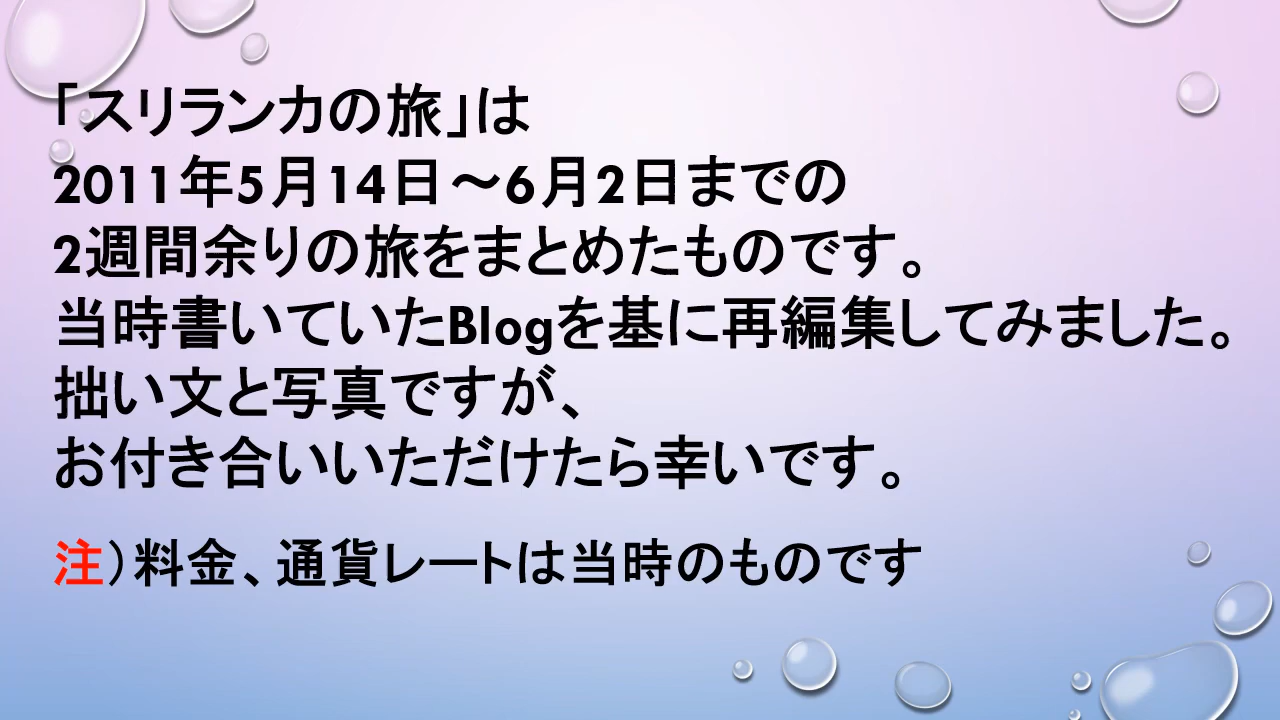 「スリランカの旅」は
2011年5月14日～6月2日までの
2週間余りの旅をまとめたものです。
当時書いていたBlogを基に再編集してみました。
拙い文と写真ですが、
お付き合いいただけたら幸いです。
注）料金、通貨レートは当時のものです